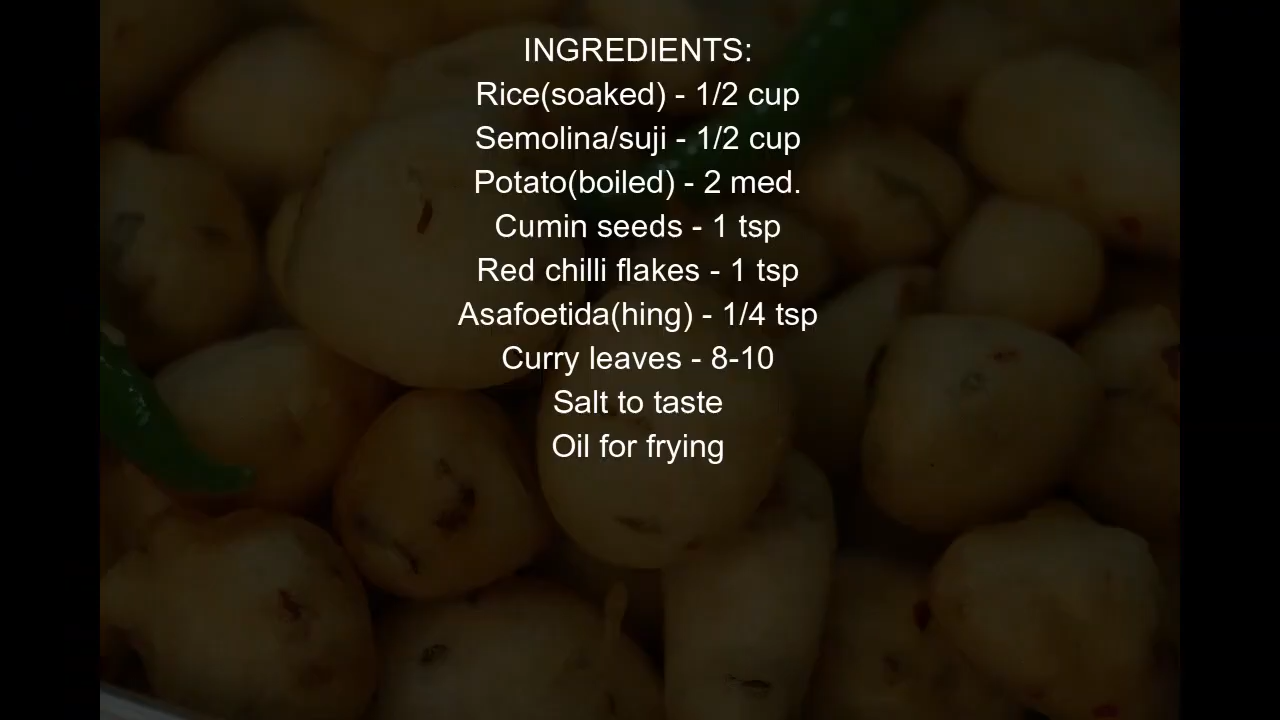 INGREDIENTS:
Rice(soaked) - 1/2 cup
Semolina/suji - 1/2 cup
Potato(boiled) - 2 med.
Cumin seeds - 1 tsp
Red chilli flakes - 1 tsp
Asafoetida(hing) - 1/4 tsp
Curry leaves - 8-10
Salt to taste
Oil for frying